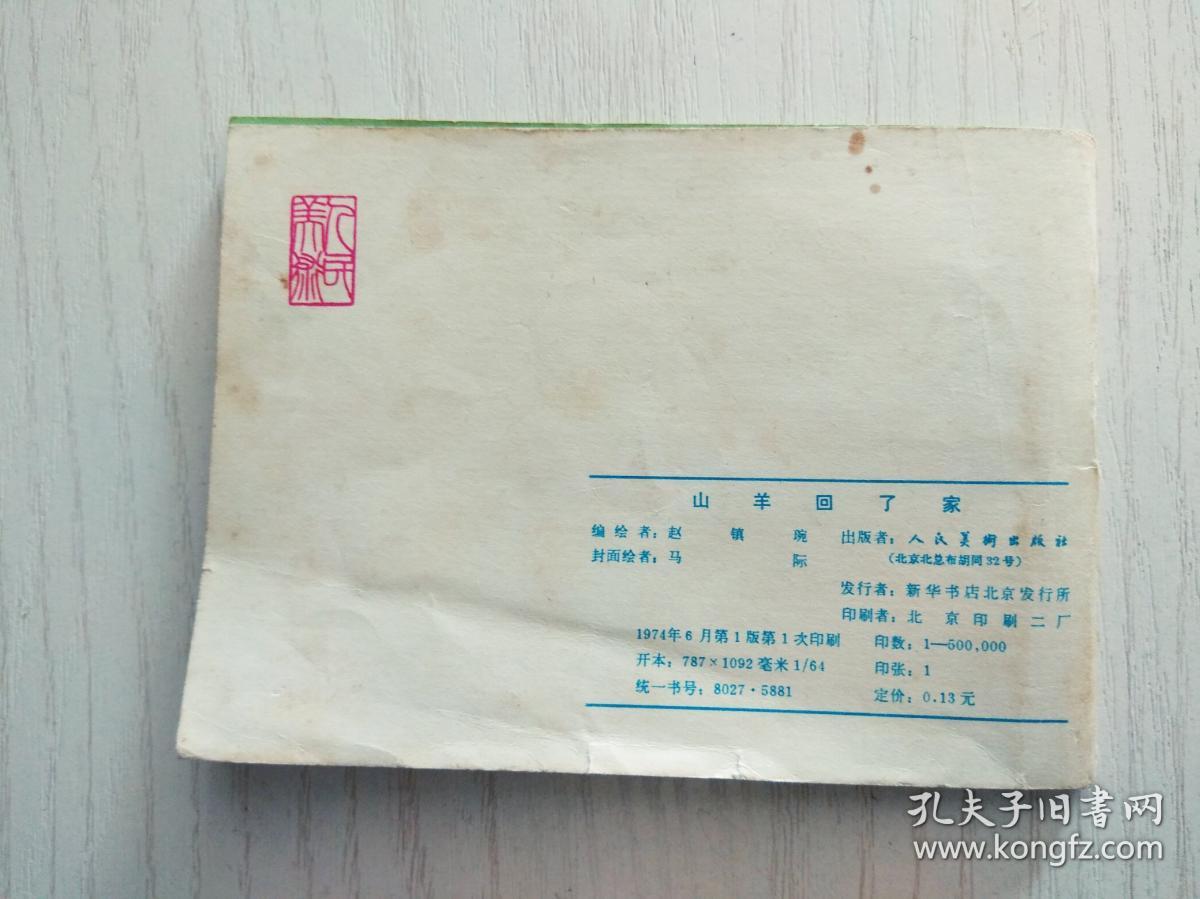 人民美术
山羊回了家
编绘者：赵镇琬
封面绘者：马际
出版者：人民美術出版社
（北京北总布胡同32号）
发行者：新华书店北京发行所
印刷者：北京印刷二厂
1974年6月第1版第1次印刷
印数：1—500,000
开本：787×1092毫米1/64
印张：1
统一书号：8027·5881
定价：0.13元
孔夫子旧书网
www.kongfz.com